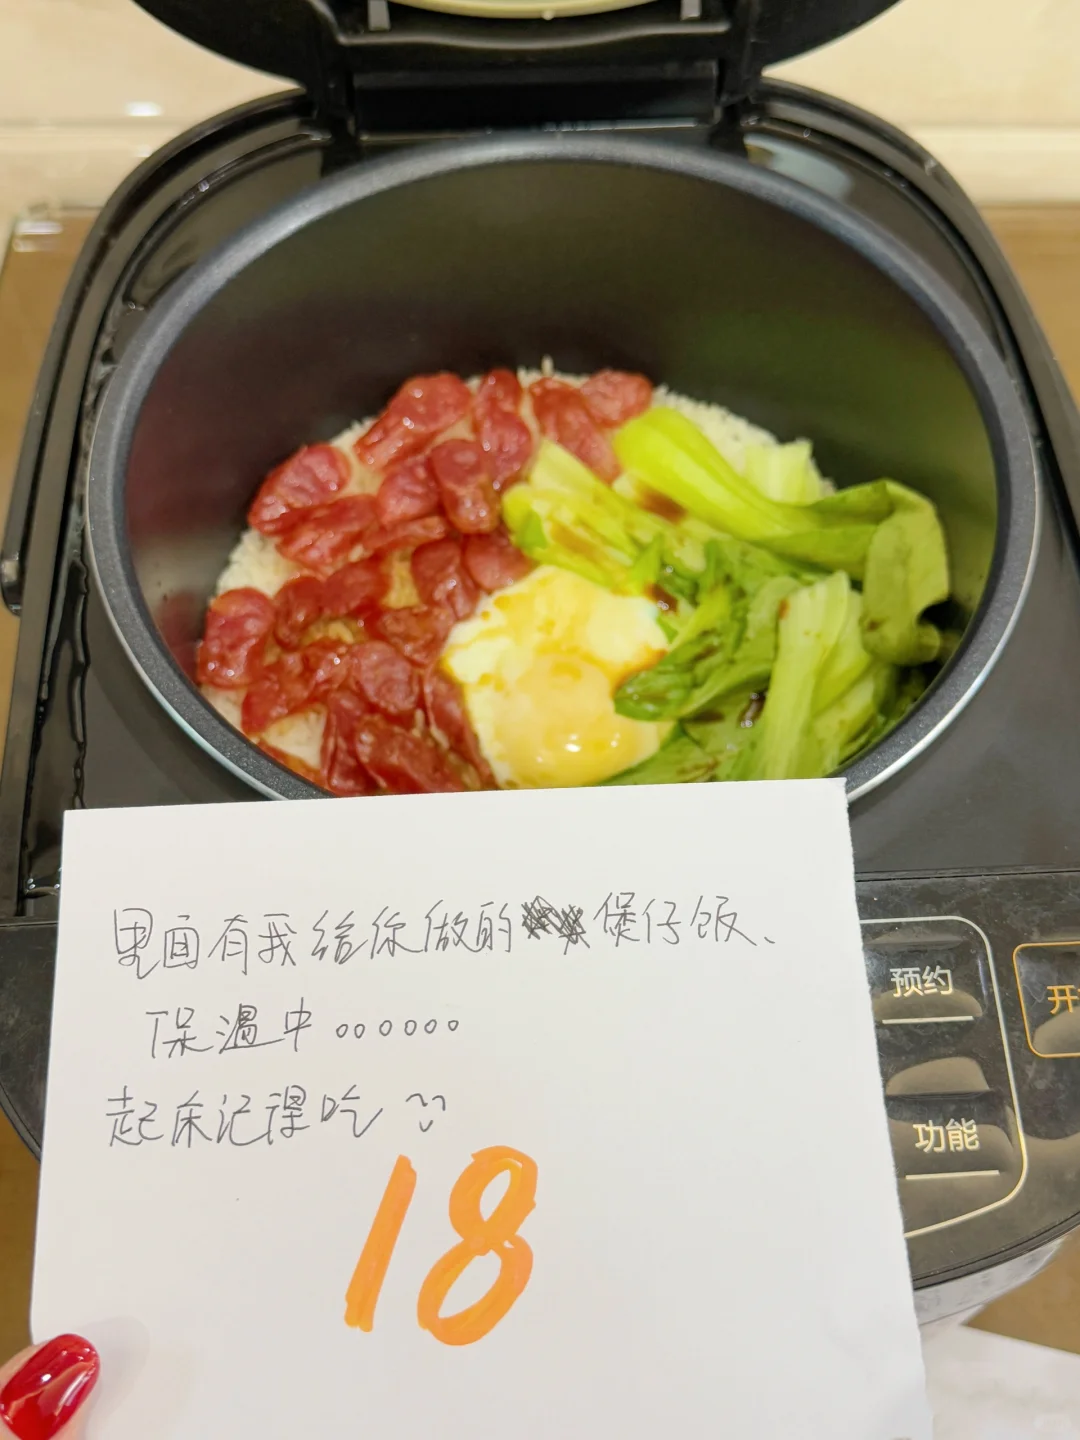 里面有我给你做的煲仔饭、
保温中。。。。。。
起床记得吃
18
预约
开
功能